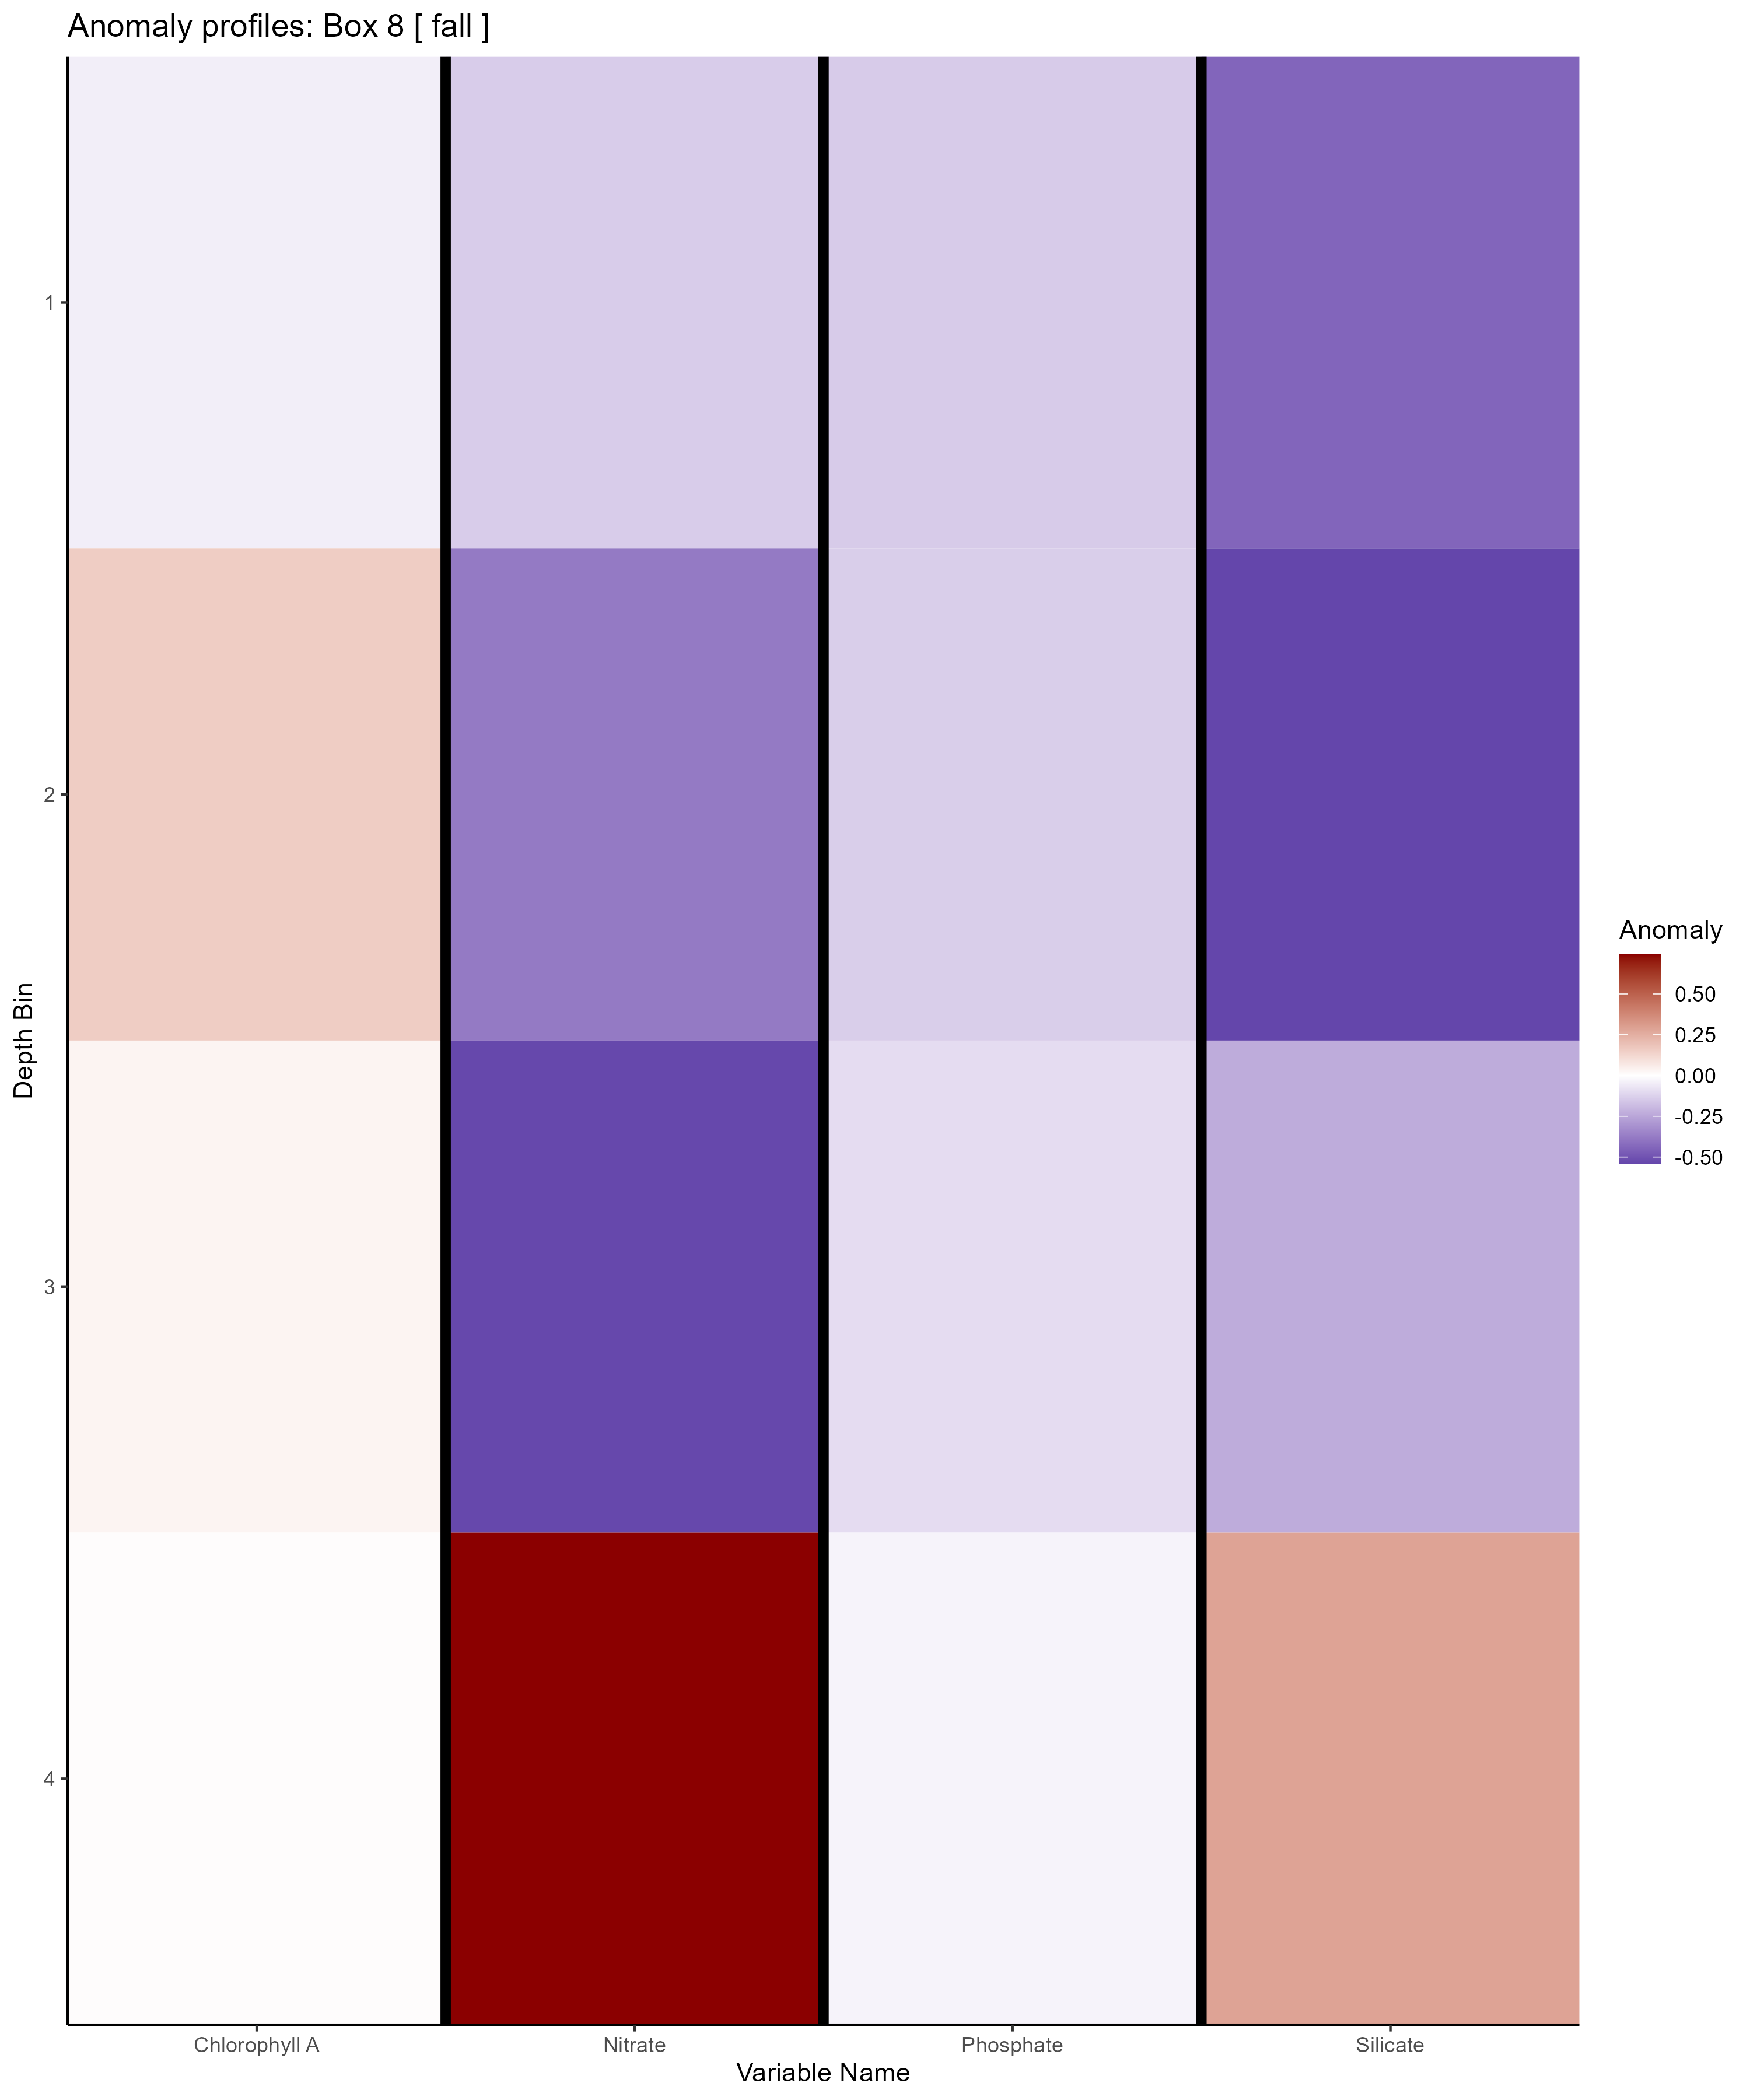 Anomaly profiles: Box 8 [ fall ]
1
2
3
4
Depth Bin
Chlorophyll A
Nitrate
Phosphate
Silicate
Variable Name
Anomaly
0.50
0.25
0.00
-0.25
-0.50